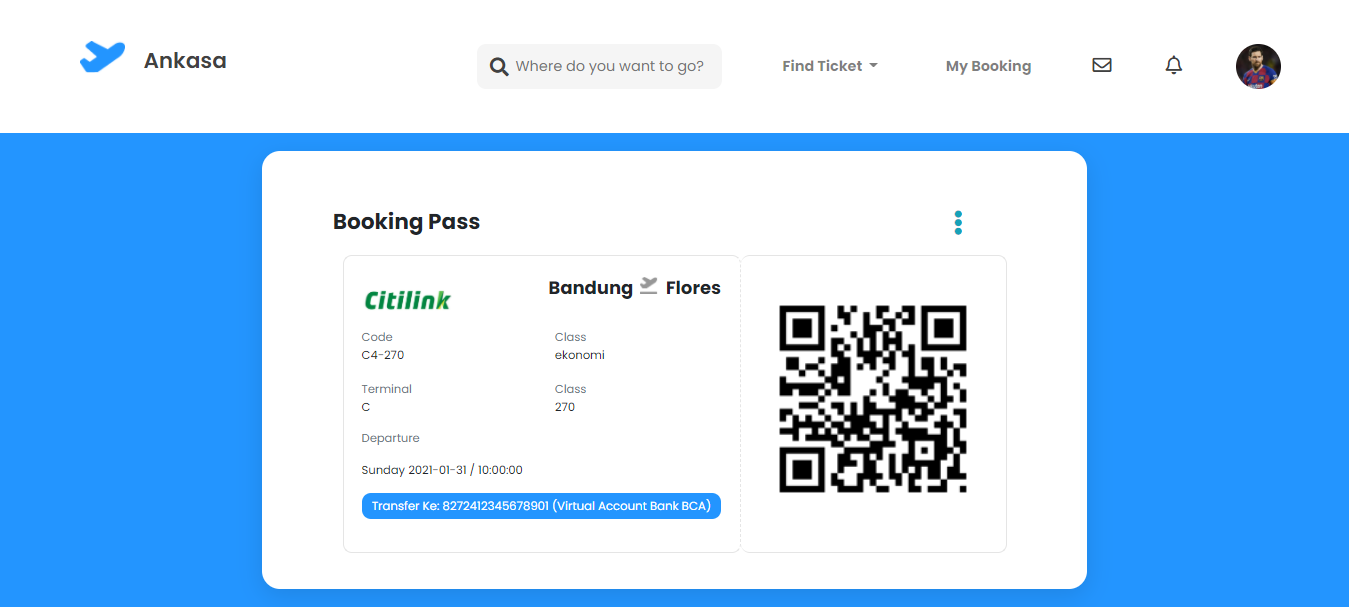 Ankasa
Where do you want to go?
Find Ticket
My Booking
Booking Pass
Citilink
Bandung Flores
Code
Class
C4-270
ekonomi
Terminal
Class
C
270
Departure
Sunday 2021-01-31 / 10:00:00
Transfer Ke: 8272412345678901 (Virtual Account Bank BCA)